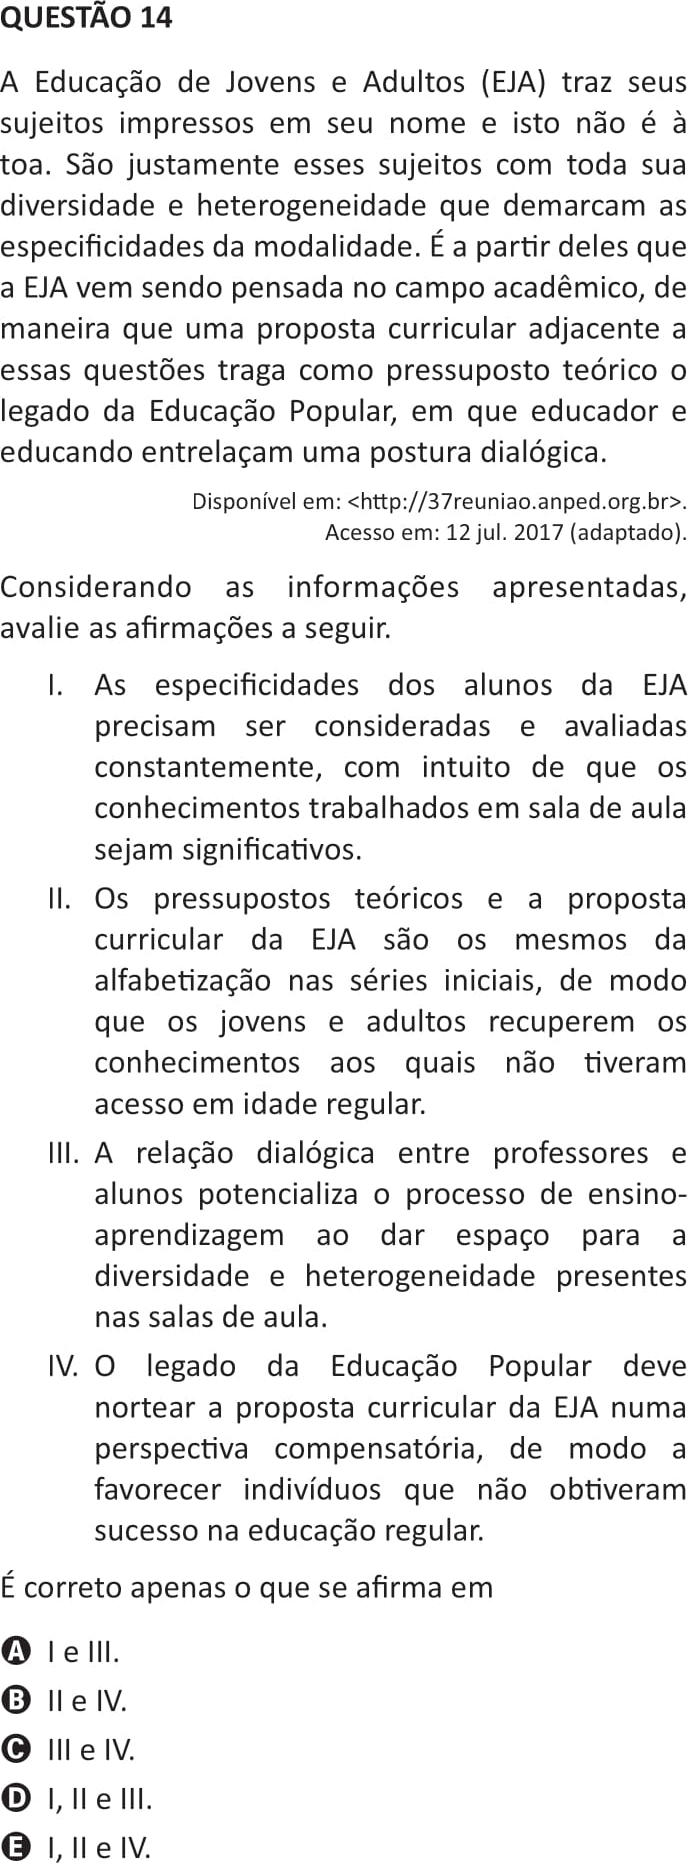 QUESTÃO 14
A Educação de Jovens e Adultos (EJA) traz seus
sujeitos impressos em seu nome e isto não é à
toa. São justamente esses sujeitos com toda sua
diversidade e heterogeneidade que demarcam as
especificidades da modalidade. É a partir deles que
a EJA vem sendo pensada no campo acadêmico, de
maneira que uma proposta curricular adjacente a
essas questões traga como pressuposto teórico o
legado da Educação Popular, em que educador e
educando entrelaçam uma postura dialógica.
Disponível em: <http://37reuniao.anped.org.br>.
Acesso em: 12 jul. 2017 (adaptado).
Considerando as informações apresentadas,
avalie as afirmações a seguir.
I. As especificidades dos alunos da EJA
precisam ser consideradas e avaliadas
constantemente, com intuito de que os
conhecimentos trabalhados em sala de aula
sejam significativos.
II. Os pressupostos teóricos e a proposta
curricular da EJA são os mesmos da
alfabetização nas séries iniciais, de modo
que os jovens e adultos recuperem os
conhecimentos aos quais não tiveram
acesso em idade regular.
III. A relação dialógica entre professores e
alunos potencializa o processo de ensino-
aprendizagem ao dar espaço para a
diversidade e heterogeneidade presentes
nas salas de aula.
IV. O legado da Educação Popular deve
nortear a proposta curricular da EJA numa
perspectiva compensatória, de modo a
favorecer indivíduos que não obtiveram
sucesso na educação regular.
É correto apenas o que se afirma em
A I e III.
B II e IV.
C III e IV.
D I, II e III.
E I, II e IV.